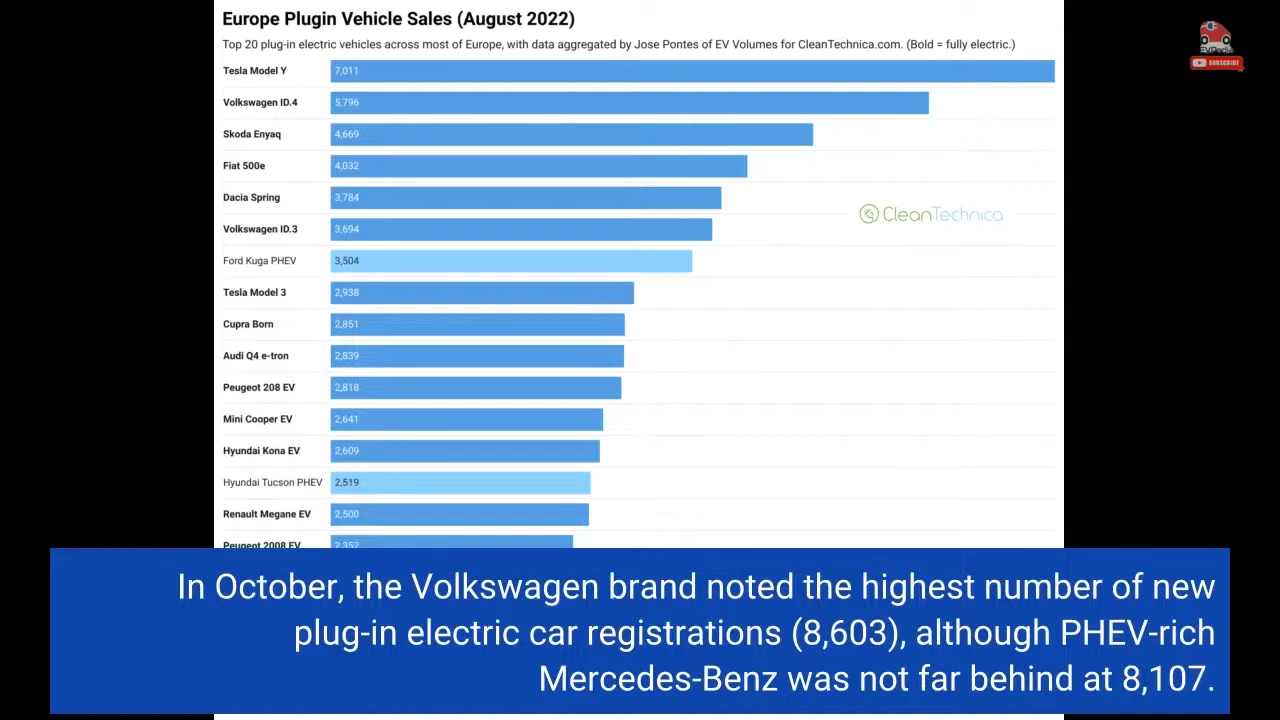 Europe Plugin Vehicle Sales (August 2022)
Top 20 plug-in electric vehicles across most of Europe, with data aggregated by Jose Pontes of EV Volumes for CleanTechnica.com. (Bold = fully electric.)
Tesla Model Y 7,011
Volkswagen ID.4 5,796
Skoda Enyaq 4,669
Fiat 500e 4,032
Dacia Spring 3,784
CleanTechnica
Volkswagen ID.3 3,694
Ford Kuga PHEV 3,504
Tesla Model 3 2,938
Cupra Born 2,851
Audi Q4 e-tron 2,839
Peugeot 208 EV 2,818
Mini Cooper EV 2,641
Hyundai Kona EV 2,609
Hyundai Tucson PHEV 2,519
Renault Megane EV 2,500
Peugeot 2008 EV 2,352
In October, the Volkswagen brand noted the highest number of new
plug-in electric car registrations (8,603), although PHEV-rich
Mercedes-Benz was not far behind at 8,107.
SUBSCRIBE